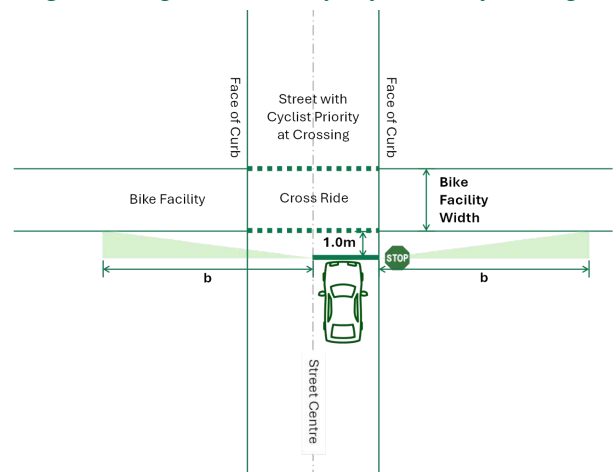 Face of Curb
Street with
Cyclist Priority
at Crossing
Face of Curb
Bike Facility
Cross Ride
Bike
Facility
Width
1.0m
STOP
b
b
Street Centre